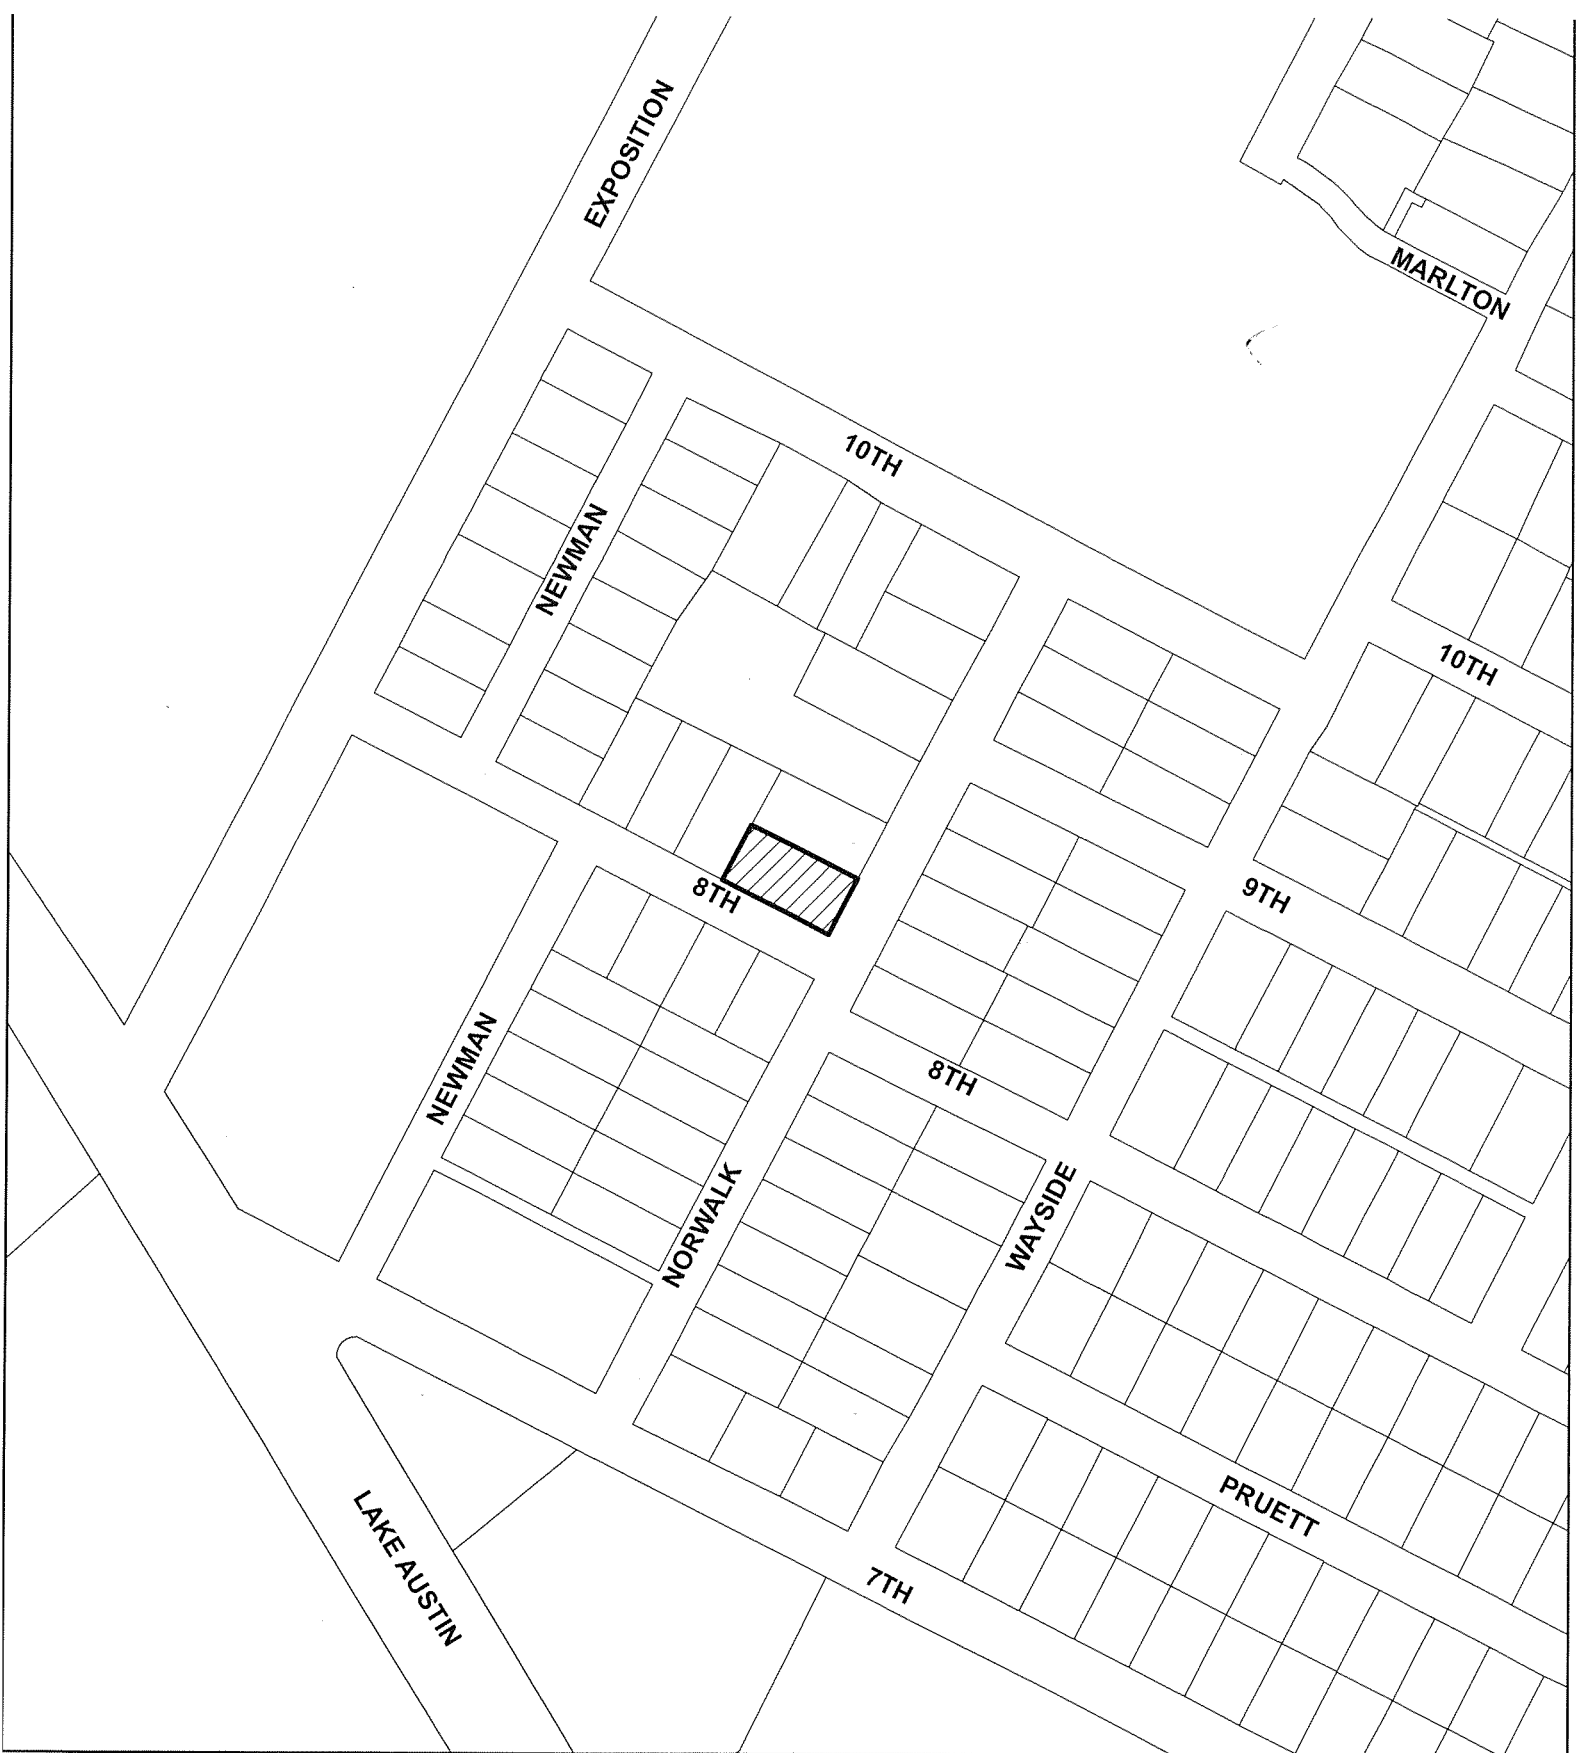 EXPOSITION
MARLTON
10TH
NEWMAN
10TH
8TH
9TH
NEWMAN
8TH
NORWALK
WAYSIDE
PRUETT
LAKE AUSTIN
7TH